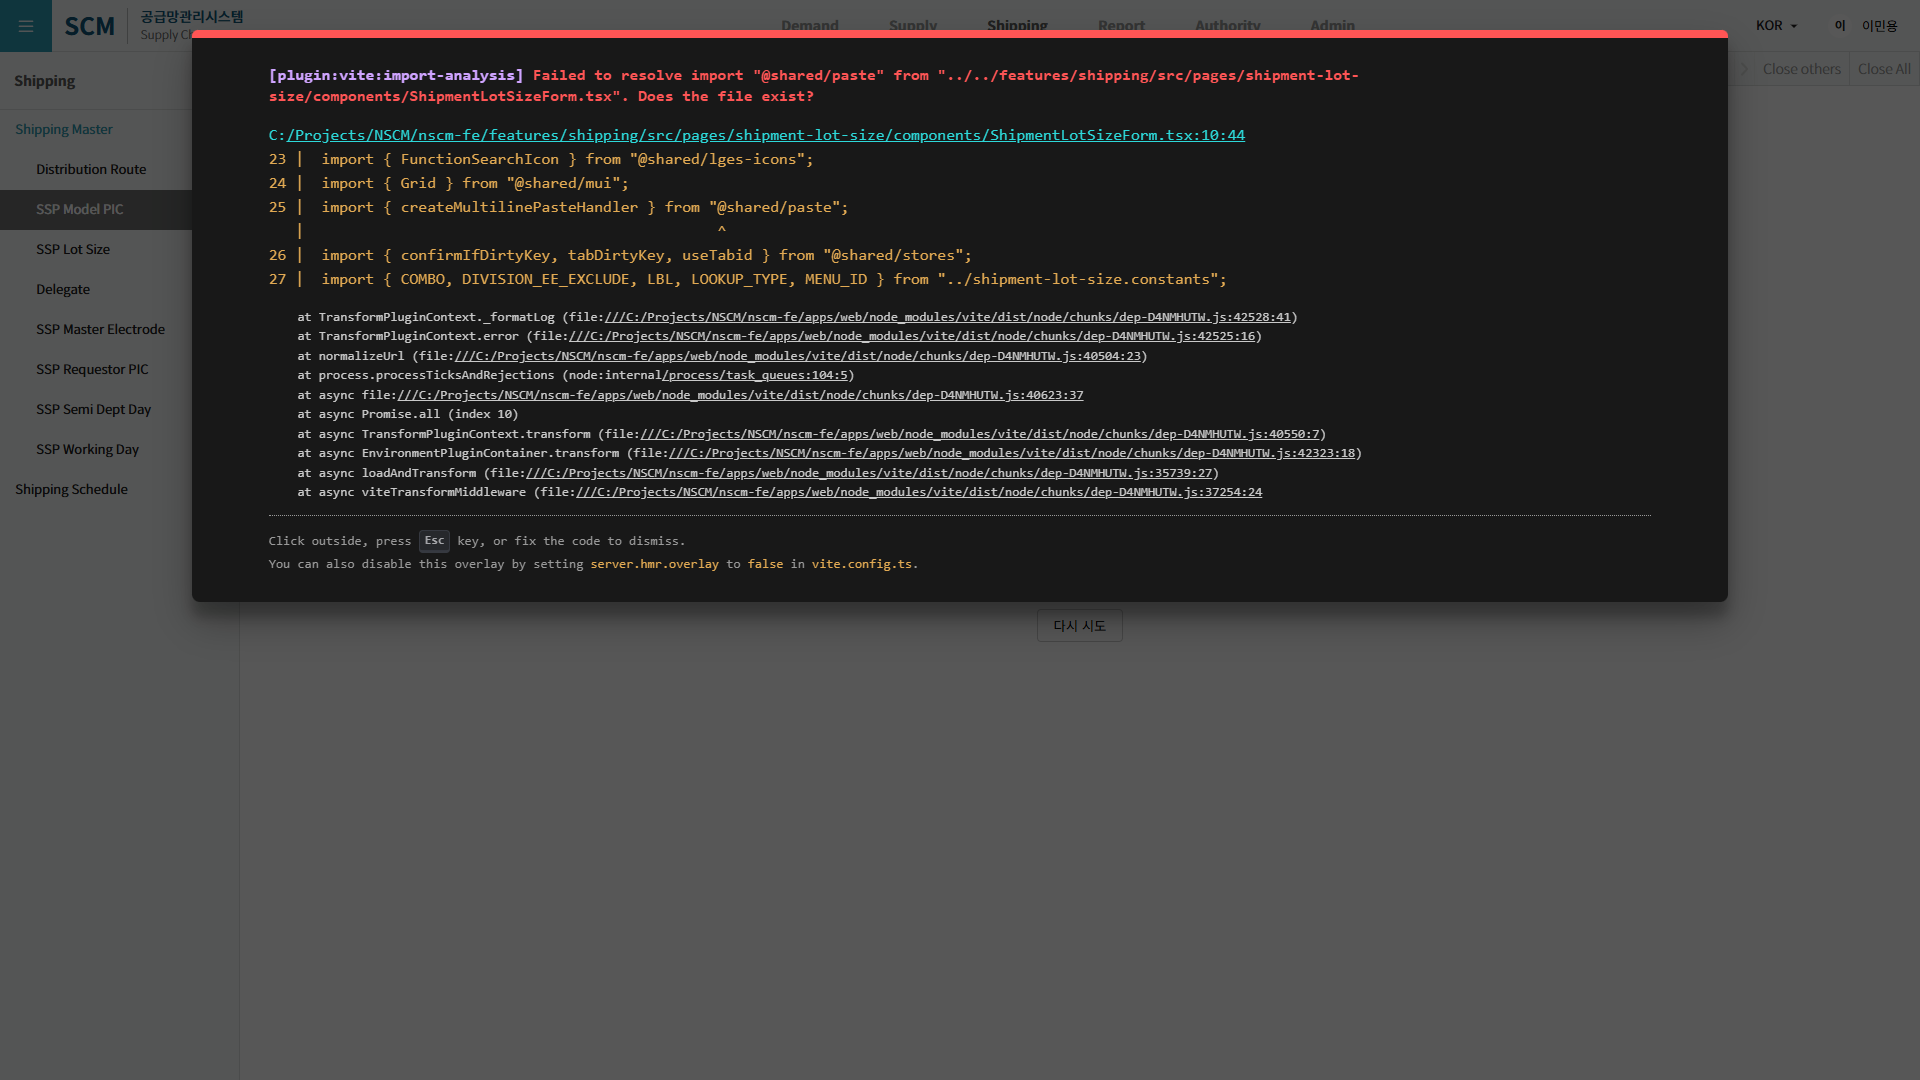 SCM
공급망관리시스템
Demand
Supply
Shipping
Report
Authority
Admin
KOR
이
이민용
Supply Ch
Shipping
Close others
Close All
[plugin:vite:import-analysis] Failed to resolve import "@shared/paste" from "../../features/shipping/src/pages/shipment-lot-
size/components/ShipmentLotSizeForm.tsx". Does the file exist?
Shipping Master
Distribution Route
SSP Model PIC
SSP Lot Size
Delegate
SSP Master Electrode
SSP Requestor PIC
SSP Semi Dept Day
SSP Working Day
Shipping Schedule
C:/Projects/NSCM/nscm-fe/features/shipping/src/pages/shipment-lot-size/components/ShipmentLotSizeForm.tsx:10:44
23 |  import { FunctionSearchIcon } from "@shared/lges-icons";
24 |  import { Grid } from "@shared/mui";
25 |  import { createMultilinePasteHandler } from "@shared/paste";
   |                                               ^
26 |  import { confirmIfDirtyKey, tabDirtyKey, useTabid } from "@shared/stores";
27 |  import { COMBO, DIVISION_EE_EXCLUDE, LBL, LOOKUP_TYPE, MENU_ID } from "../shipment-lot-size.constants";
at TransformPluginContext._formatLog (file:///C:/Projects/NSCM/nscm-fe/apps/web/node_modules/vite/dist/node/chunks/dep-D4NMHUTW.js:42528:41)
at TransformPluginContext.error (file:///C:/Projects/NSCM/nscm-fe/apps/web/node_modules/vite/dist/node/chunks/dep-D4NMHUTW.js:42525:16)
at normalizeUrl (file:///C:/Projects/NSCM/nscm-fe/apps/web/node_modules/vite/dist/node/chunks/dep-D4NMHUTW.js:40504:23)
at process.processTicksAndRejections (node:internal/process/task_queues:104:5)
at async file:///C:/Projects/NSCM/nscm-fe/apps/web/node_modules/vite/dist/node/chunks/dep-D4NMHUTW.js:40623:37
at async Promise.all (index 10)
at async TransformPluginContext.transform (file:///C:/Projects/NSCM/nscm-fe/apps/web/node_modules/vite/dist/node/chunks/dep-D4NMHUTW.js:40550:7)
at async EnvironmentPluginContainer.transform (file:///C:/Projects/NSCM/nscm-fe/apps/web/node_modules/vite/dist/node/chunks/dep-D4NMHUTW.js:42323:18)
at async loadAndTransform (file:///C:/Projects/NSCM/nscm-fe/apps/web/node_modules/vite/dist/node/chunks/dep-D4NMHUTW.js:35739:27)
at async viteTransformMiddleware (file:///C:/Projects/NSCM/nscm-fe/apps/web/node_modules/vite/dist/node/chunks/dep-D4NMHUTW.js:37254:24
Click outside, press Esc key, or fix the code to dismiss.
You can also disable this overlay by setting server.hmr.overlay to false in vite.config.ts.
다시 시도